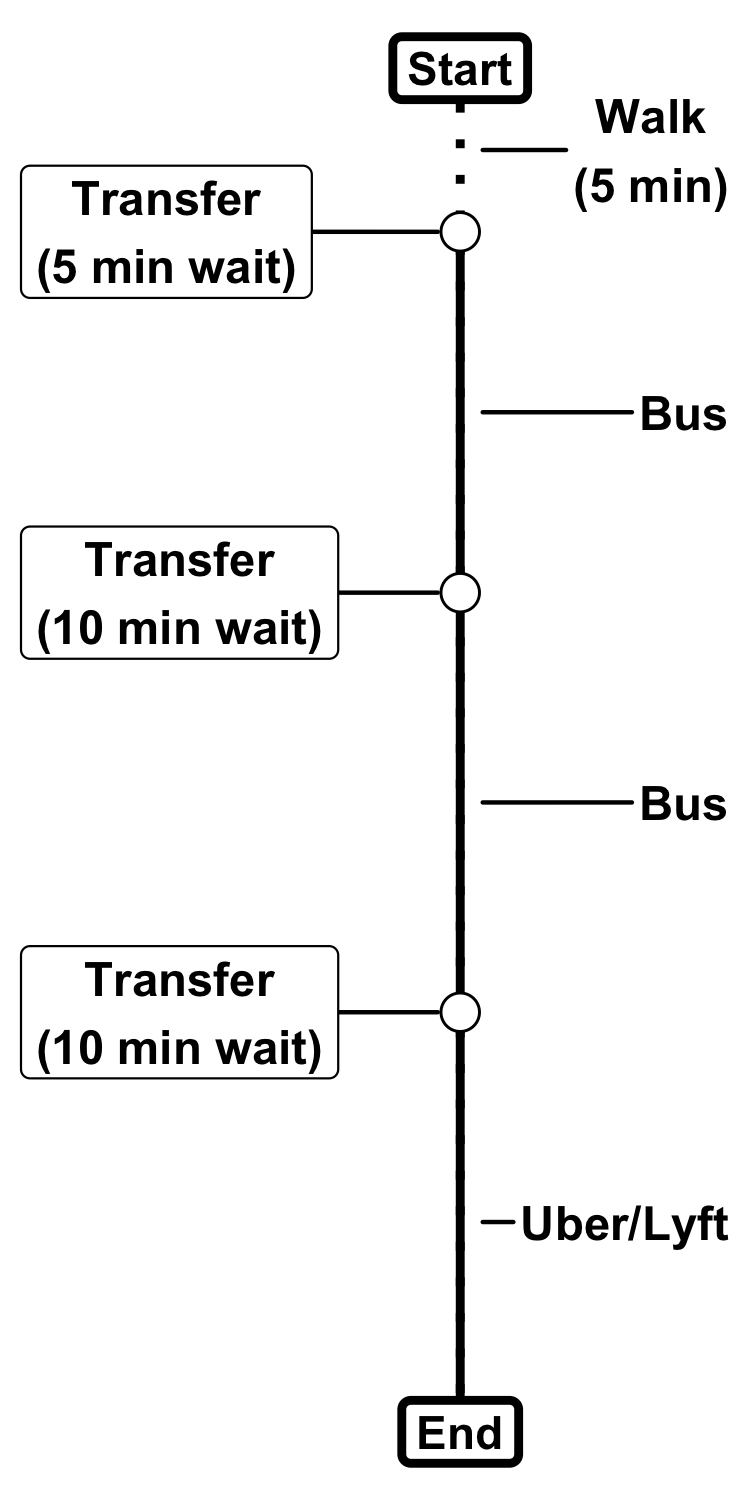 Start
Walk
(5 min)
Transfer
(5 min wait)
Bus
Transfer
(10 min wait)
Bus
Transfer
(10 min wait)
Uber/Lyft
End